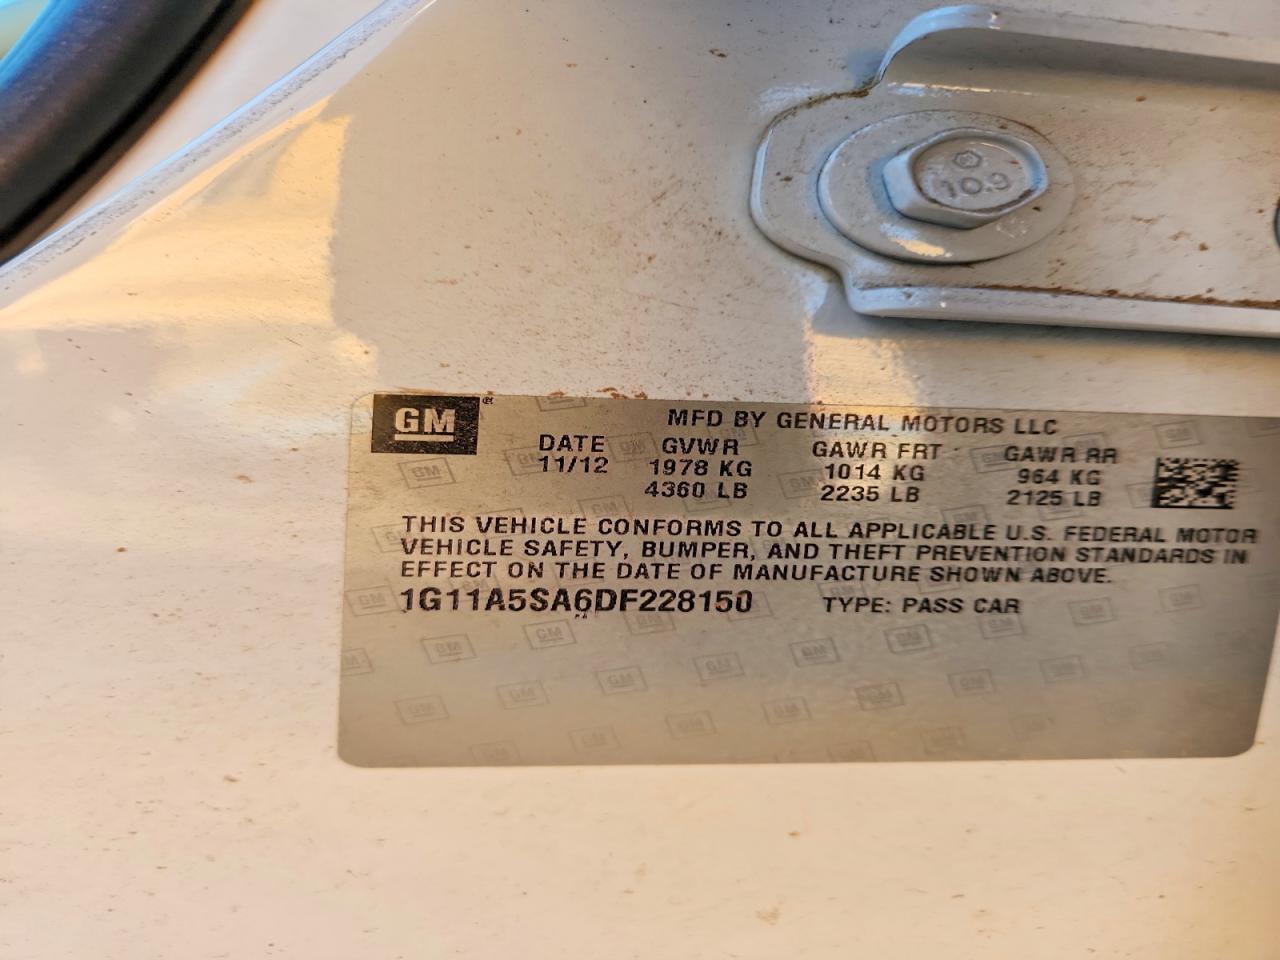 10.9
GM
MFD BY GENERAL MOTORS LLC
DATE GVWR GAWR FRT GAWR RR
11/12 1978 KG 1014 KG 964 KG
4360 LB 2235 LB 2125 LB
THIS VEHICLE CONFORMS TO ALL APPLICABLE U.S. FEDERAL MOTOR
VEHICLE SAFETY, BUMPER, AND THEFT PREVENTION STANDARDS IN
EFFECT ON THE DATE OF MANUFACTURE SHOWN ABOVE.
1G11A5SA6DF228150 TYPE: PASS CAR